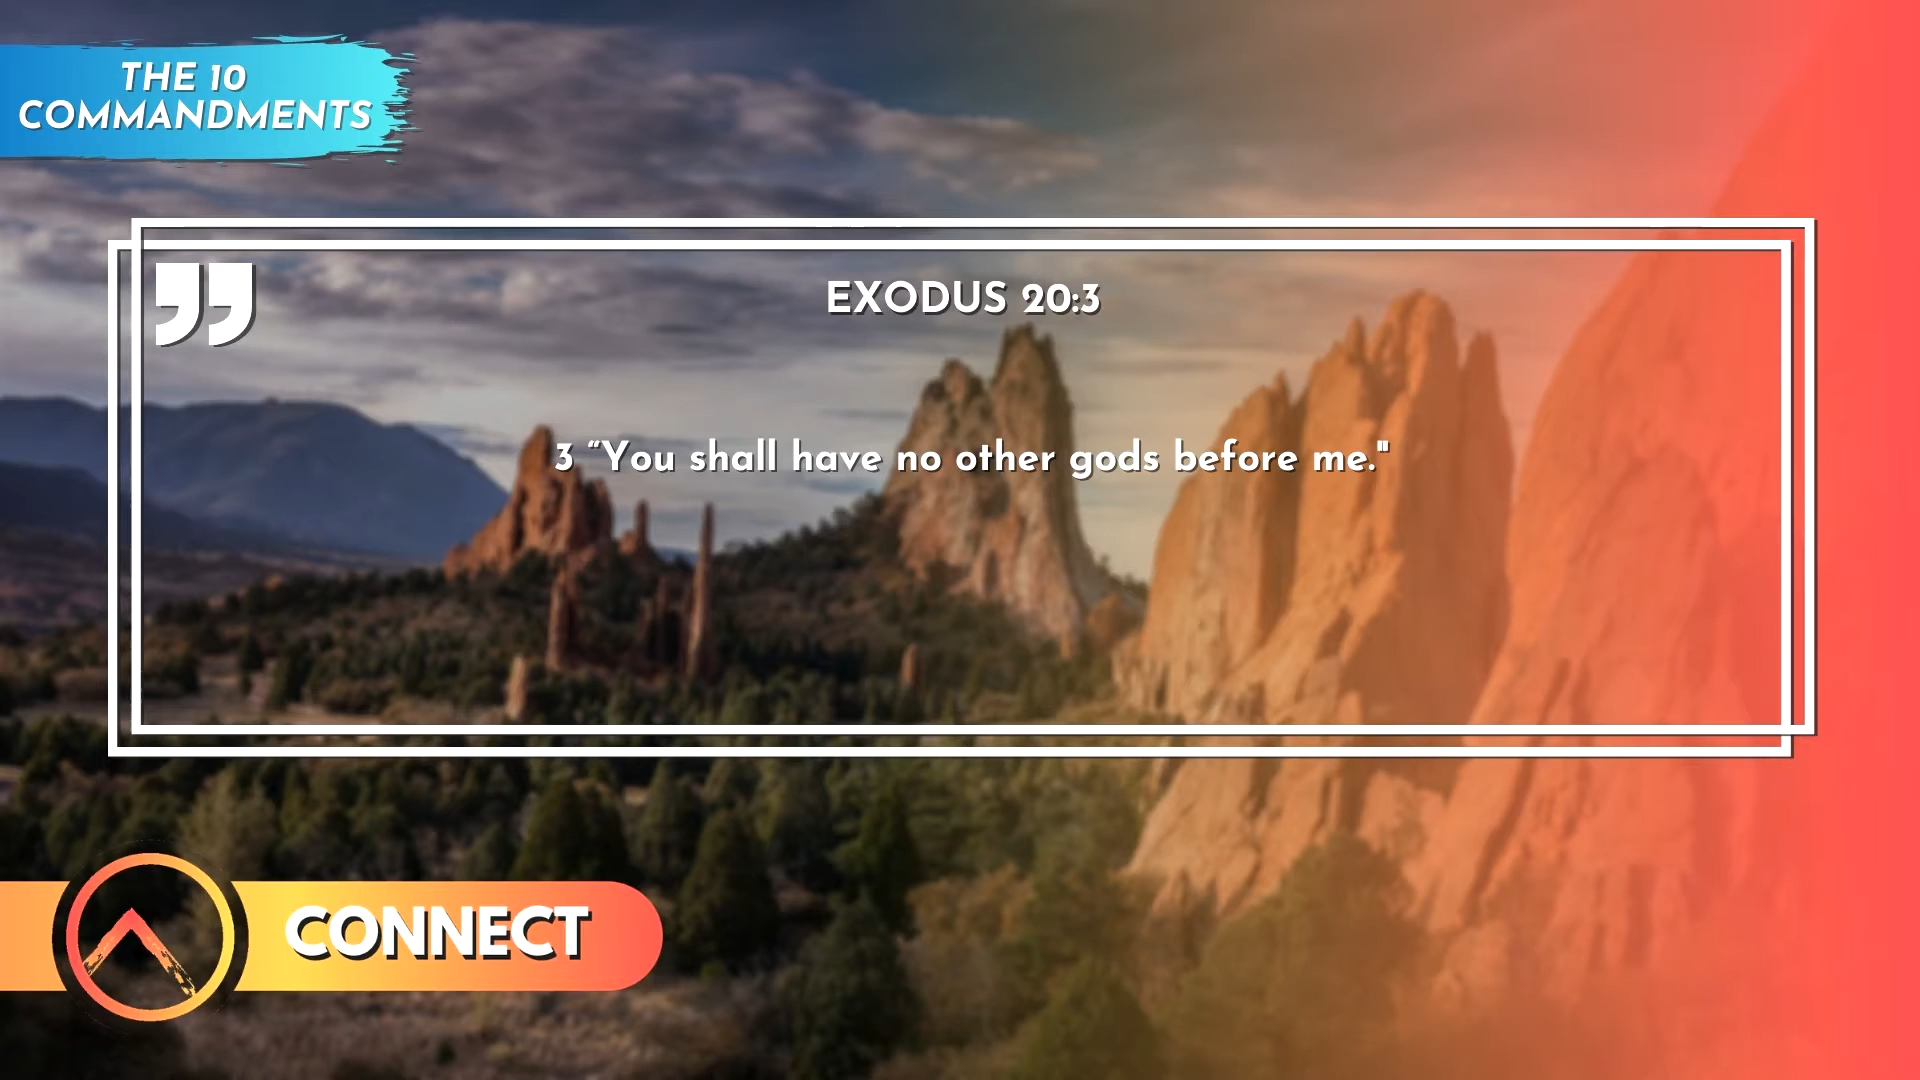 THE 10
COMMANDMENTS
EXODUS 20:3
3 “You shall have no other gods before me."
CONNECT